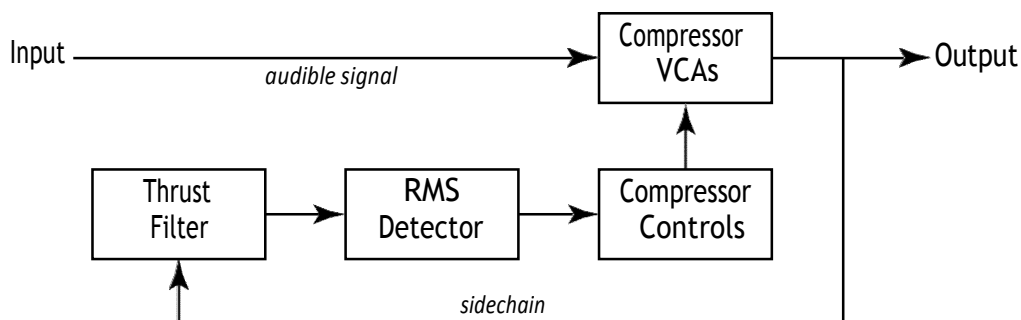 Input
audible signal
Compressor
VCAs
Output
Thrust
Filter
RMS
Detector
Compressor
Controls
sidechain